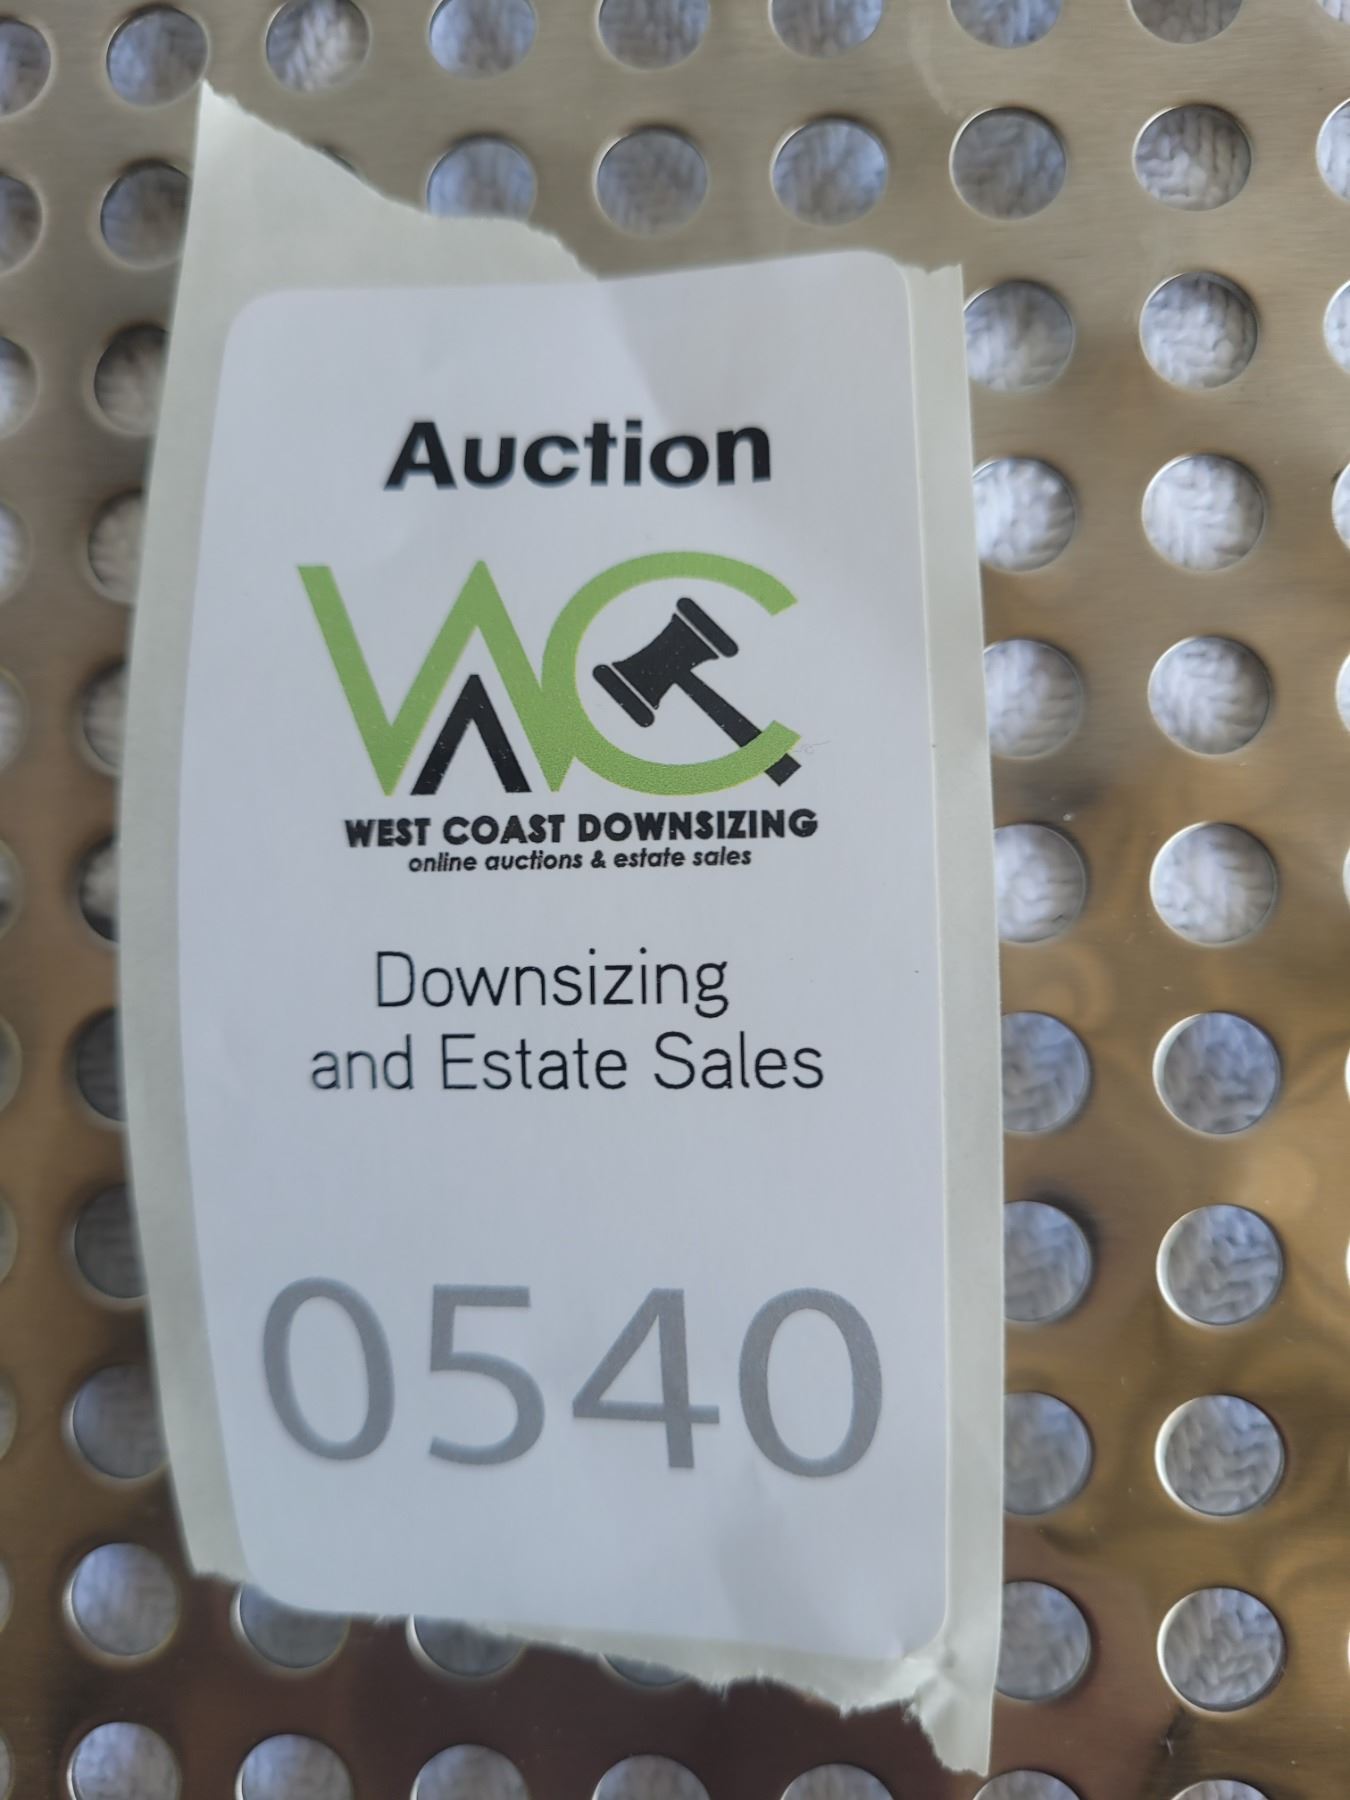 Auction
WC
WEST COAST DOWNSIZING
online auctions & estate sales
Downsizing
and Estate Sales
0540